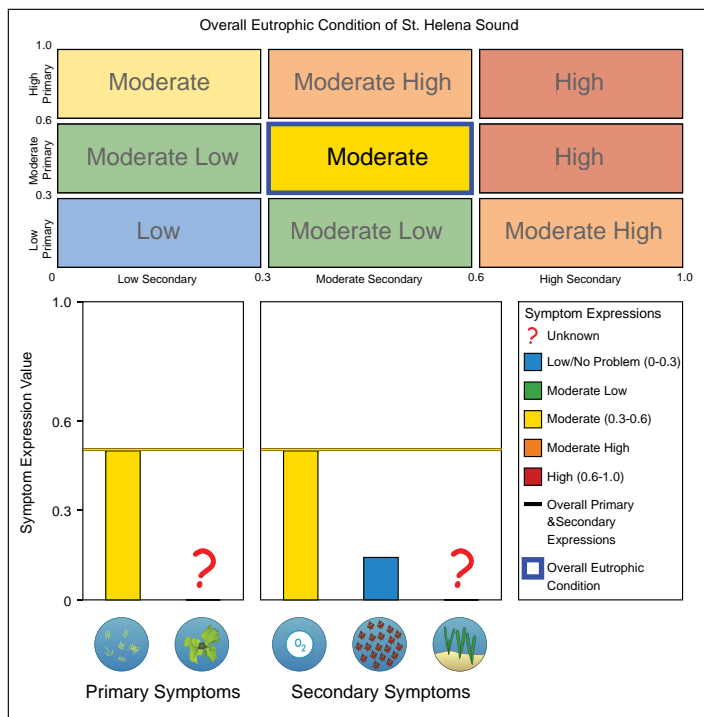 Overall Eutrophic Condition of St. Helena Sound
1.0
High
Primary
Moderate
Moderate High
High
0.6
Moderate
Primary
Moderate Low
Moderate
High
0.3
Low
Primary
Low
Moderate Low
Moderate High
0
Low Secondary
0.3
Moderate Secondary
0.6
High Secondary
1.0
Symptom Expression Value
1.0
0.6
0.3
0
?
?
O2
Primary Symptoms
Secondary Symptoms
Symptom Expressions
? Unknown
Low/No Problem (0-0.3)
Moderate Low
Moderate (0.3-0.6)
Moderate High
High (0.6-1.0)
Overall Primary
&Secondary
Expressions
Overall Eutrophic
Condition